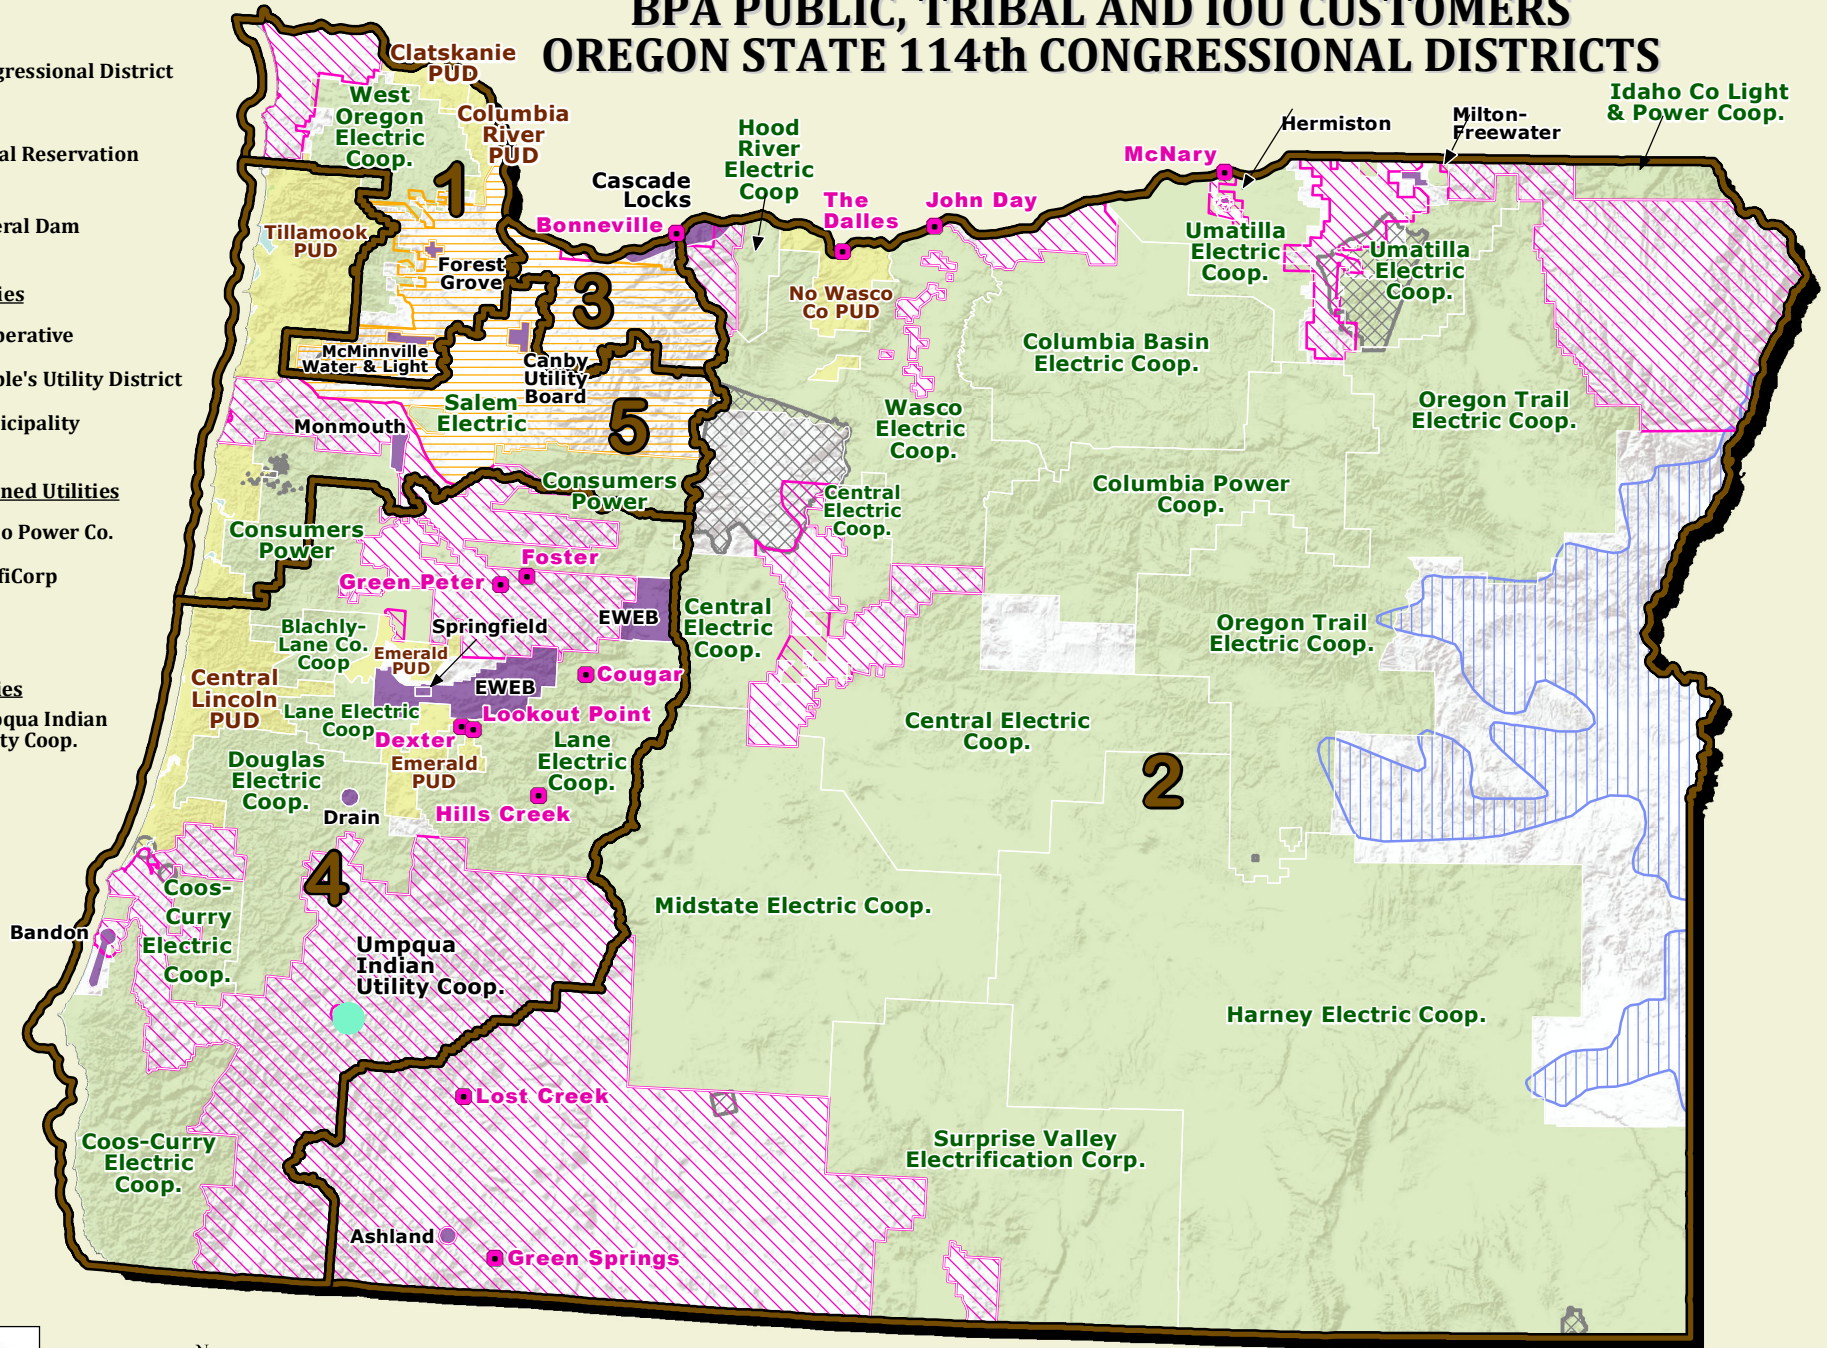 BPA PUBLIC, TRIBAL AND IOU CUSTOMERS
OREGON STATE 114th CONGRESSIONAL DISTRICTS
gressional District
al Reservation
eral Dam
ies
perative
ple's Utility District
icipality
ned Utilities
o Power Co.
fiCorp
ies
pqua Indian
ty Coop.
Clatskanie
PUD
West
Oregon
Electric
Coop.
Columbia
River
PUD
1
Tillamook
PUD
Forest
Grove
Cascade
Locks
Bonneville
Hood
River
Electric
Coop
The
Dalles
John Day
McNary
Hermiston
Milton-
Freewater
Idaho Co Light
& Power Coop.
Umatilla
Electric
Coop.
Umatilla
Electric
Coop.
3
No Wasco
Co PUD
McMinnville
Water & Light
Canby
Utility
Board
Columbia Basin
Electric Coop.
Salem
Electric
5
Monmouth
Wasco
Electric
Coop.
Oregon Trail
Electric Coop.
Consumers
Power
Central
Electric
Coop.
Columbia Power
Coop.
Consumers
Power
Foster
Green Peter
EWEB
Central
Electric
Coop.
Oregon Trail
Electric Coop.
Blachly-
Lane Co.
Coop
Springfield
Emerald
PUD
Cougar
EWEB
Central
Lincoln
PUD
Lane Electric
Coop
Lookout Point
Dexter
Central Electric
Coop.
Lane
Electric
Coop.
Emerald
PUD
Douglas
Electric
Coop.
2
Drain
Hills Creek
4
Coos-
Curry
Electric
Coop.
Bandon
Midstate Electric Coop.
Umpqua
Indian
Utility Coop.
Harney Electric Coop.
Lost Creek
Coos-Curry
Electric
Coop.
Surprise Valley
Electrification Corp.
Ashland
Green Springs